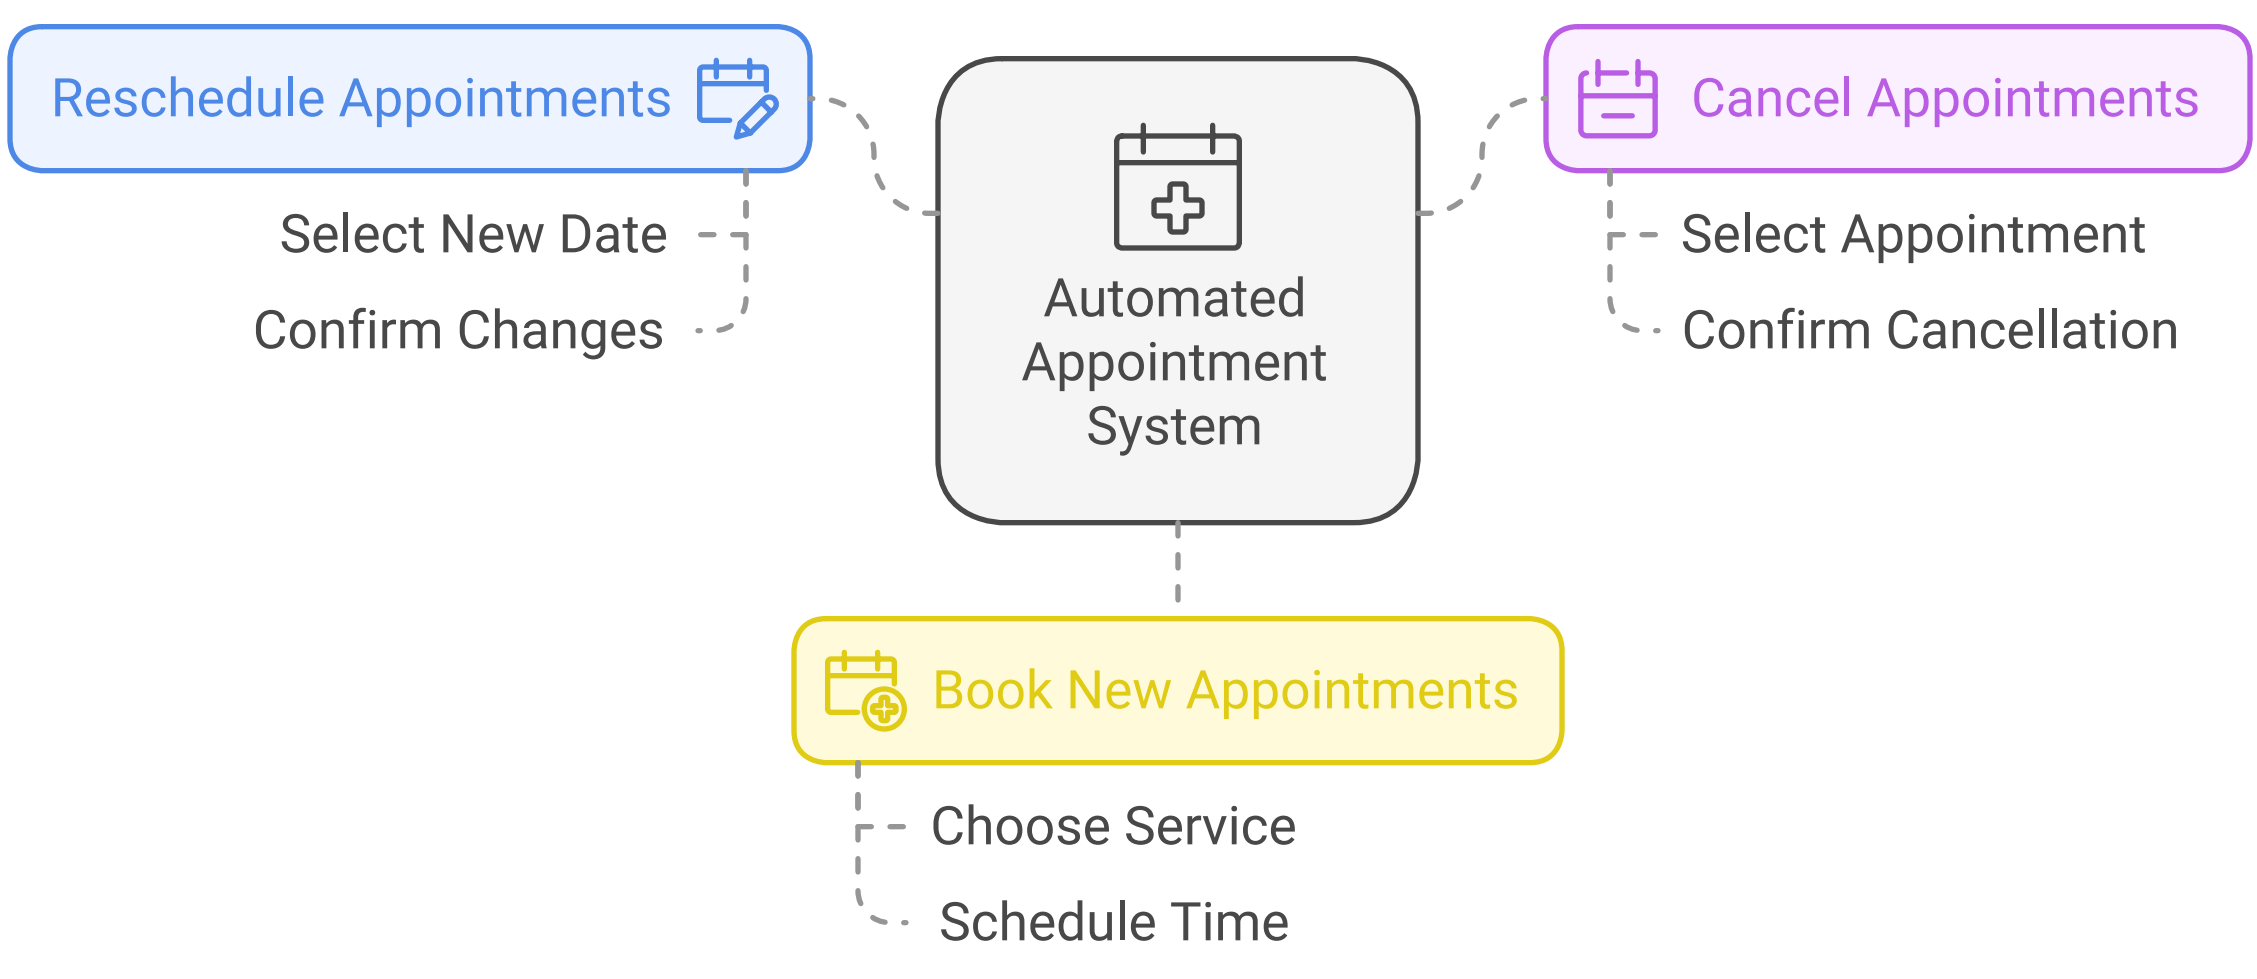 Reschedule Appointments
Select New Date
Confirm Changes
Automated
Appointment
System
Cancel Appointments
Select Appointment
Confirm Cancellation
Book New Appointments
Choose Service
Schedule Time